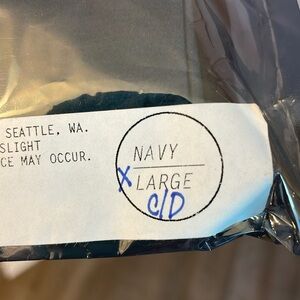 SEATTLE, WA.
SLIGHT
CE MAY OCCUR.
NAVY
X LARGE
C/D